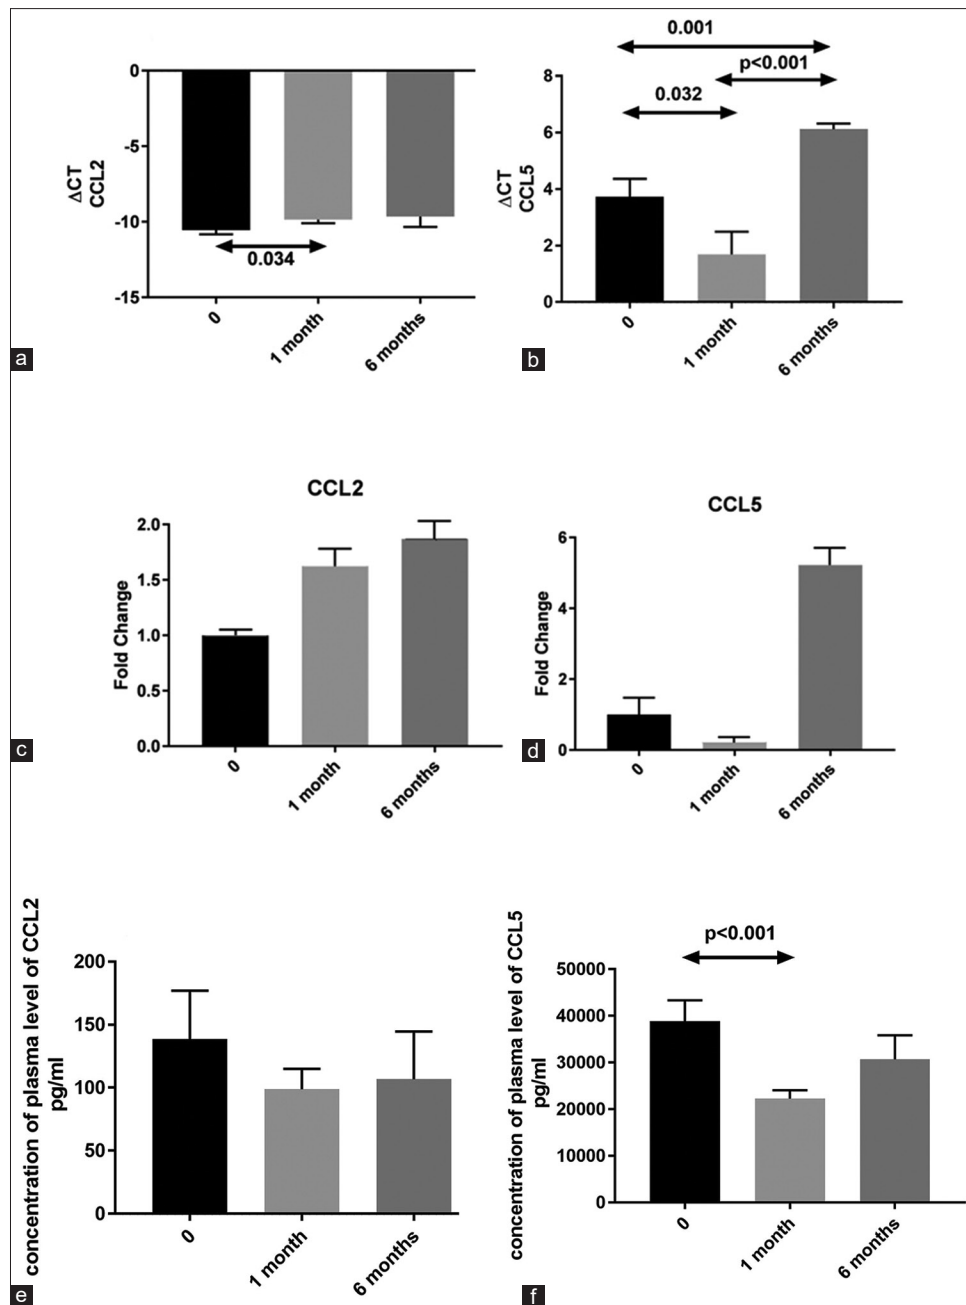 0
-5
-10
-15
ΔCT
CCL2
0.034
0
1 month
6 months
a
0.001
p<0.001
0.032
8
6
4
2
0
ΔCT
CCL5
0
1 month
6 months
b
CCL2
2.0
1.5
1.0
0.5
0.0
Fold Change
0
1 month
6 months
c
CCL5
6
4
2
0
Fold Change
0
1 month
6 months
d
200
150
100
50
0
concentration of plasma level of CCL2
pg/ml
0
1 month
6 months
e
p<0.001
50000
40000
30000
20000
10000
0
concentration of plasma level of CCL5
pg/ml
0
1 month
6 months
f